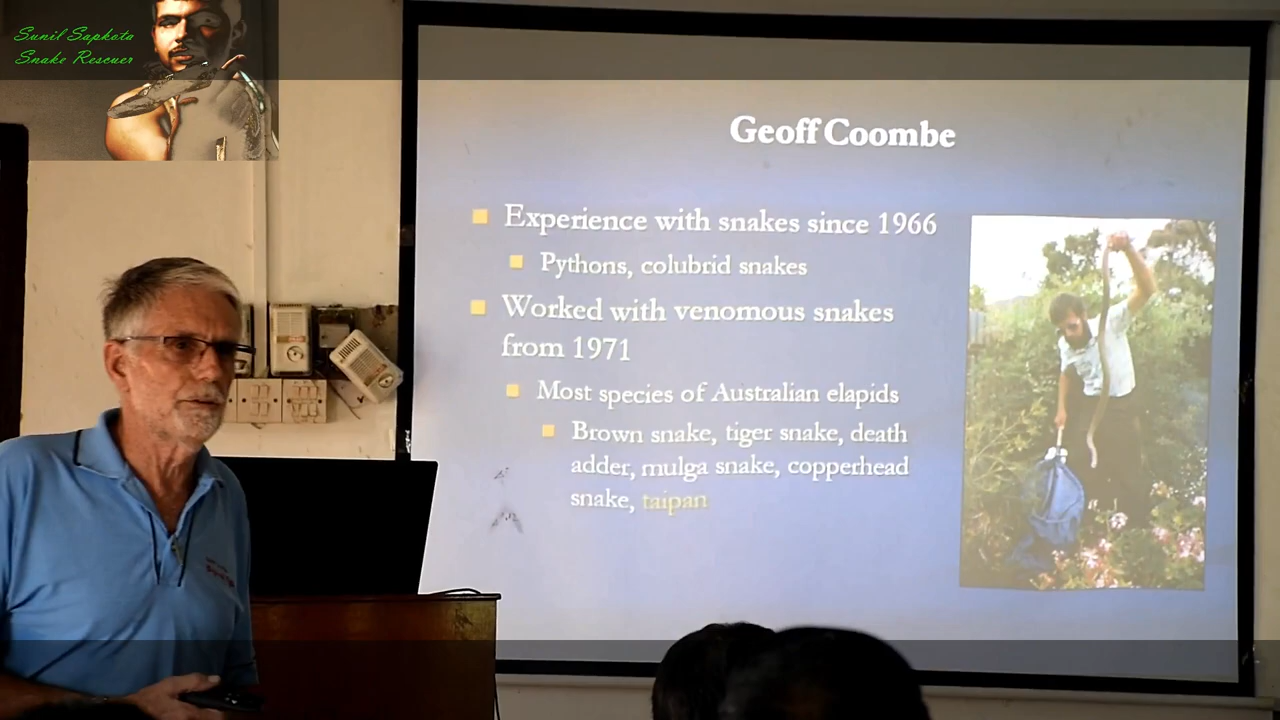 Sunil Sapkota
Snake Rescuer
Geoff Coombe
Experience with snakes since 1966
Pythons, colubrid snakes
Worked with venomous snakes
from 1971
Most species of Australian elapids
Brown snake, tiger snake, death
adder, mulga snake, copperhead
snake, taipan